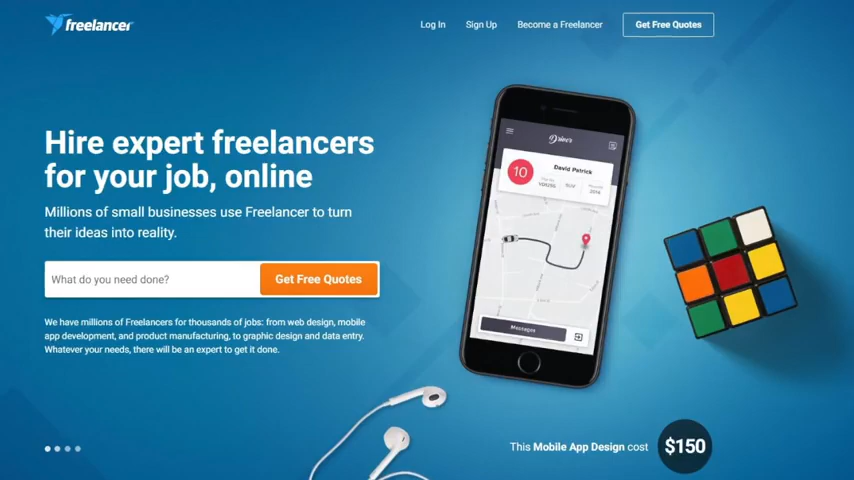 freelancer
Log In
Sign Up
Become a Freelancer
Get Free Quotes
Hire expert freelancers
for your job, online
Millions of small businesses use Freelancer to turn
their ideas into reality.
What do you need done?
Get Free Quotes
We have millions of Freelancers for thousands of jobs: from web design, mobile
app development, and product manufacturing, to graphic design and data entry.
Whatever your needs, there will be an expert to get it done.
10
David Patrick
SUV
2014
Messages
This Mobile App Design cost
$150